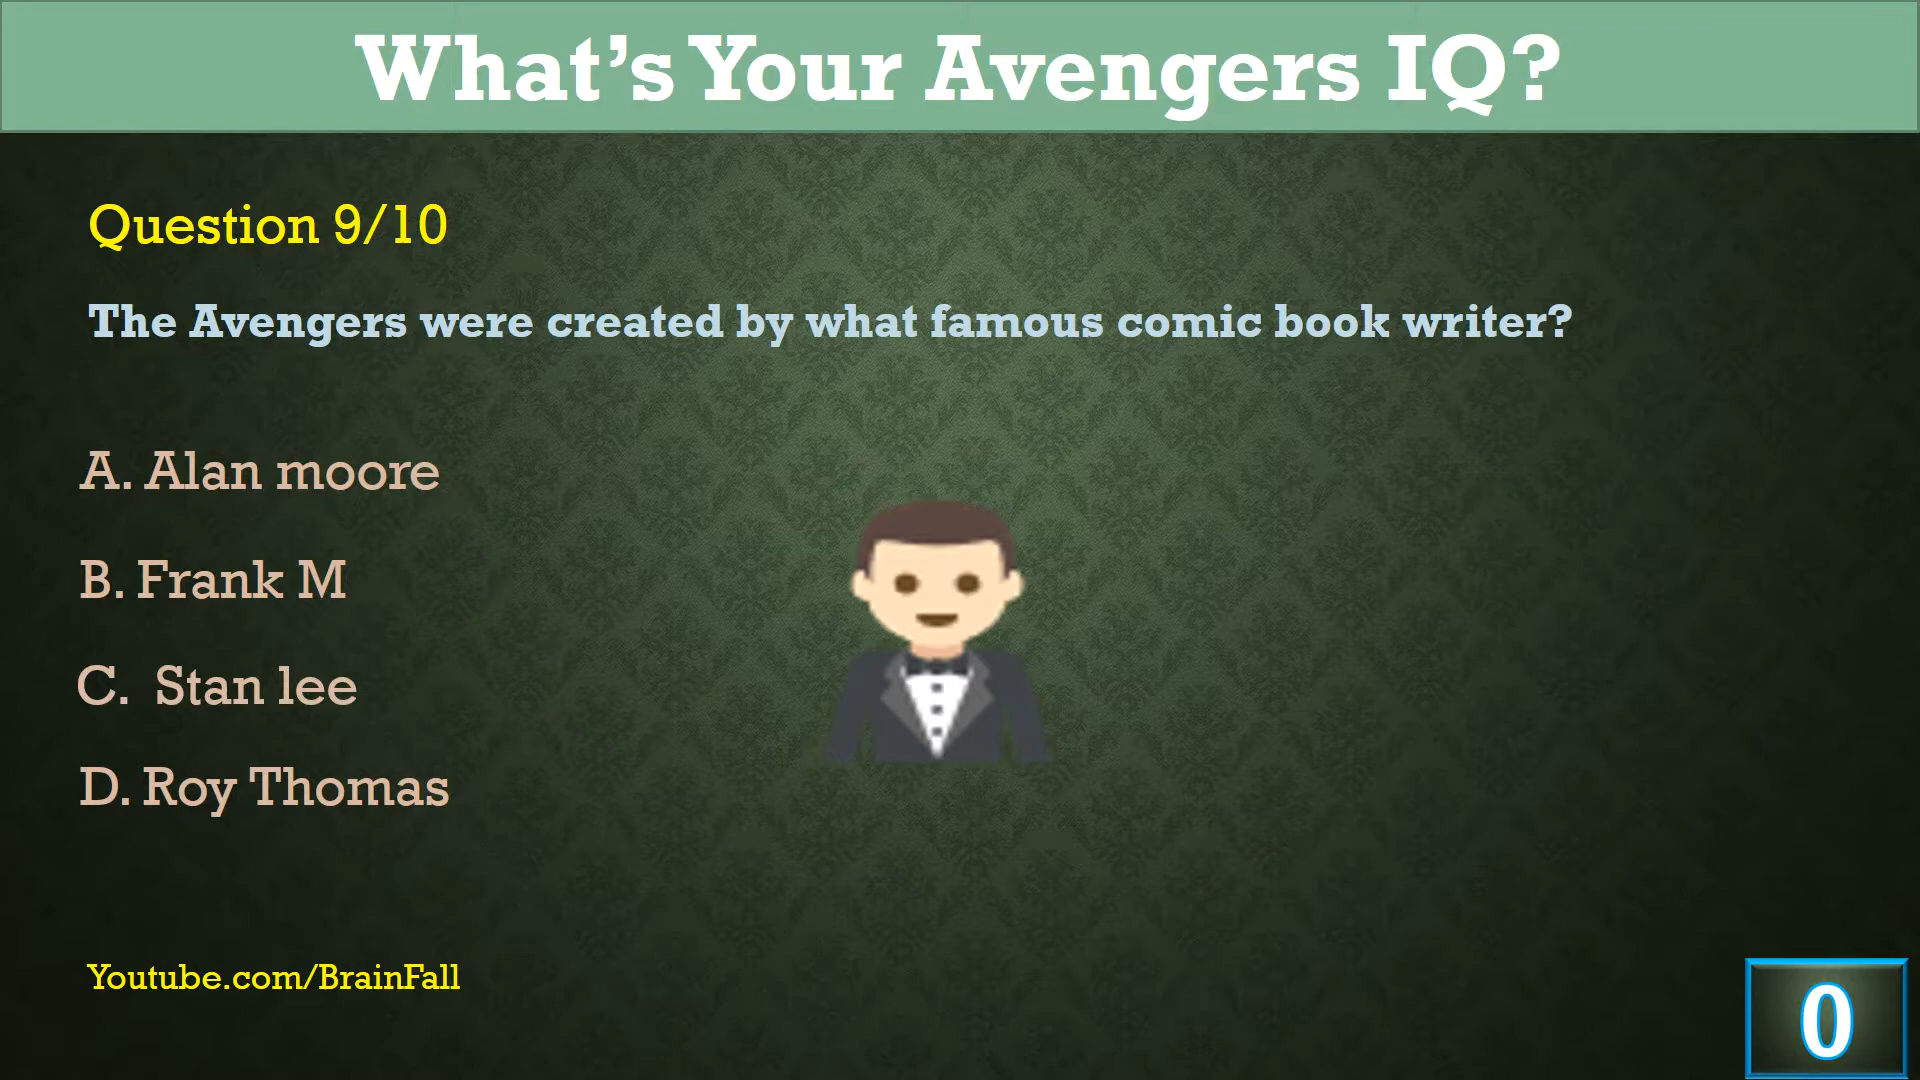 What's Your Avengers IQ?
Question 9/10
The Avengers were created by what famous comic book writer?
A. Alan moore
B. Frank M
C. Stan lee
D. Roy Thomas
Youtube.com/BrainFall
0